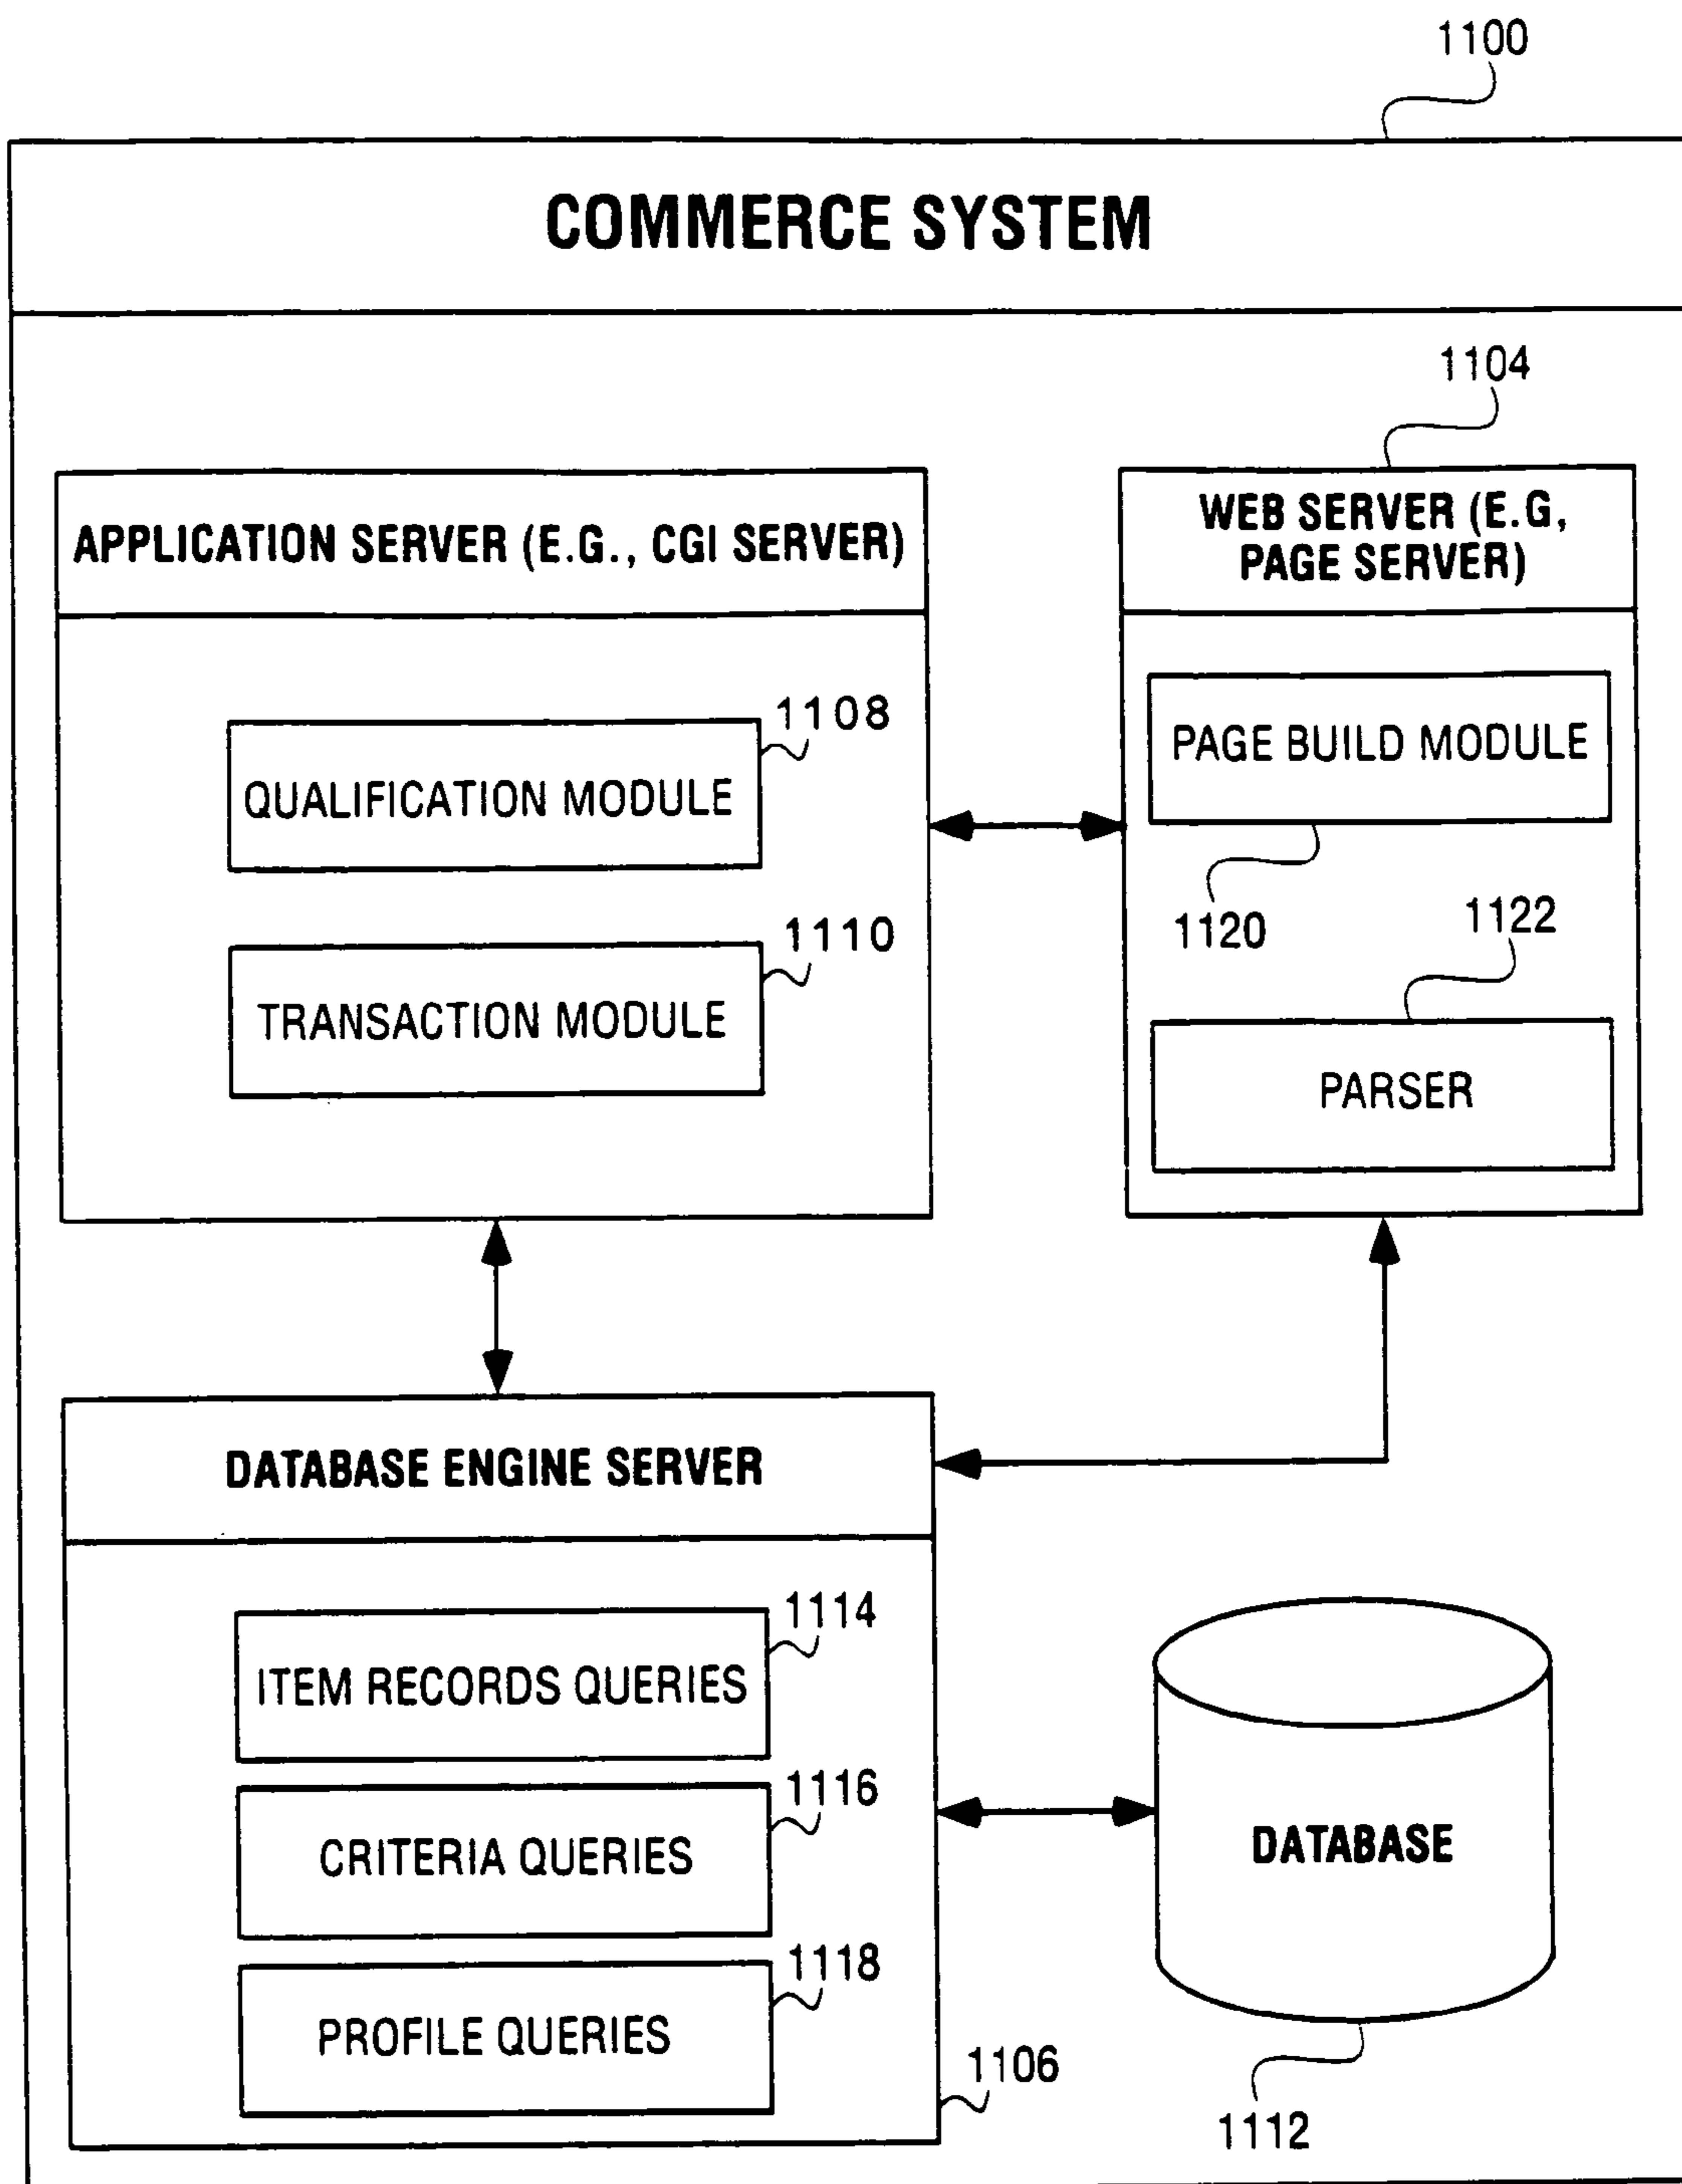 1100
COMMERCE SYSTEM
1104
APPLICATION SERVER (E.G., CGI SERVER)
WEB SERVER (E.G,
PAGE SERVER)
1108
QUALIFICATION MODULE
PAGE BUILD MODULE
1120
1110
TRANSACTION MODULE
1122
PARSER
DATABASE ENGINE SERVER
1114
ITEM RECORDS QUERIES
1116
CRITERIA QUERIES
1118
PROFILE QUERIES
1106
DATABASE
1112